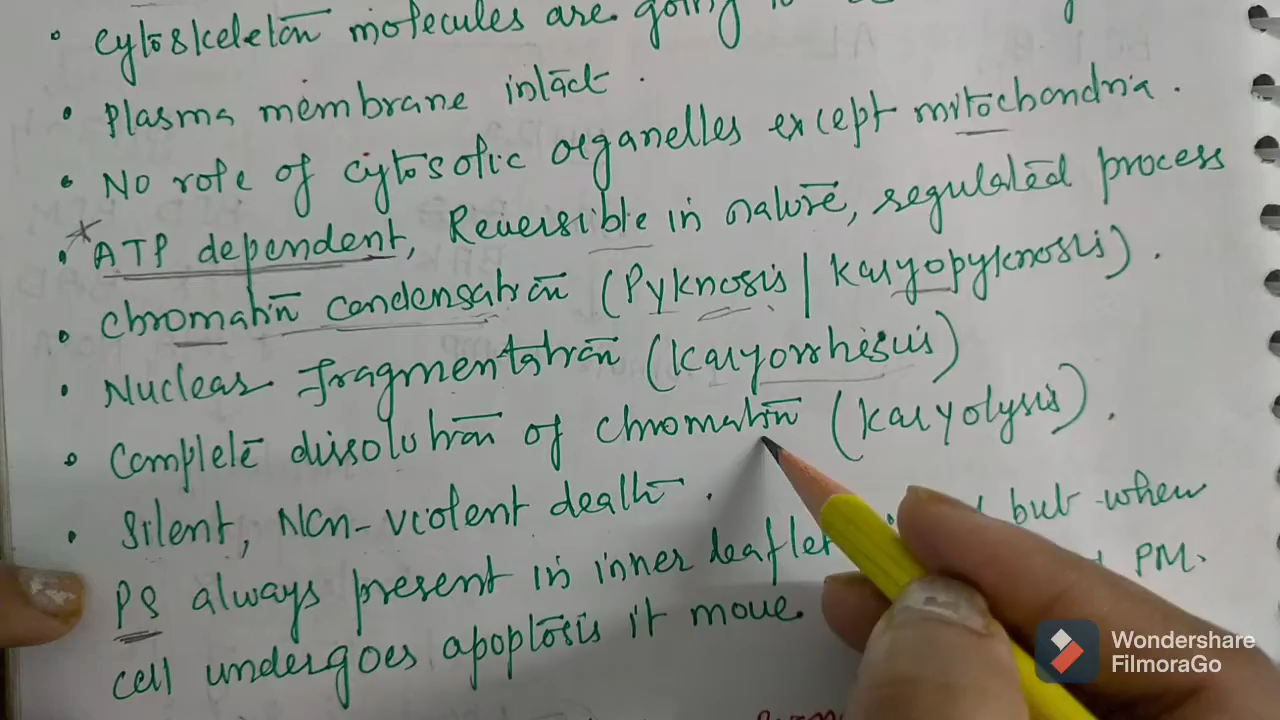 • Cytoskeleton molecules are going
• Plasma membrane intact.
• No role of cytosolic organelles except mitochondria.
* • ATP dependent, Reversible in nature, regulated process
• Chromatin condensation (Pyknosis | Karyopyknosis).
• Nuclear fragmentation (Karyorrhesis)
• Complete dissolution of chromatin (Karyolysis).
• Silent, Non-violent death.
PS always present in inner leaflet but when
cell undergoes apoptosis it move PM.
Wondershare
FilmoraGo